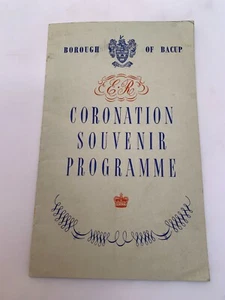 BOROUGH OF BACUP
ER
CORONATION
SOUVENIR
PROGRAMME